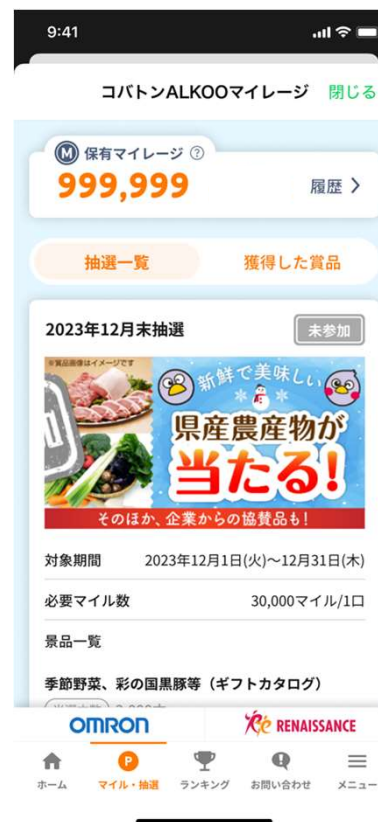 9:41
コバトンALKOOマイレージ 閉じる
M 保有マイレージ ?
999,999 履歴 >
抽選一覧 獲得した賞品
2023年12月末抽選 未参加
※賞品画像はイメージです
新鮮で美味しい
県産農産物が
当たる!
そのほか、企業からの協賛品も!
対象期間 2023年12月1日(火)〜12月31日(木)
必要マイル数 30,000マイル/1口
景品一覧
季節野菜、彩の国黒豚等(ギフトカタログ)
OMRON RENAISSANCE
P
ホーム マイル・抽選 ランキング お問い合わせ メニュー